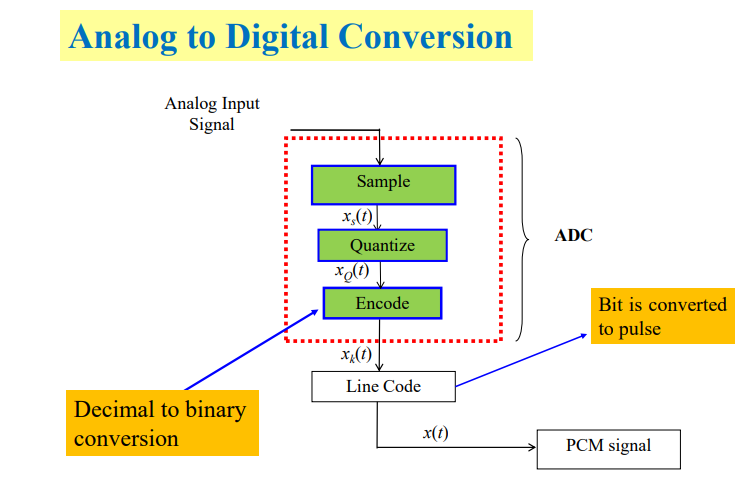 Analog to Digital Conversion
Analog Input
Signal
Sample
xₛ(t)
Quantize
ADC
x_Q(t)
Encode
Bit is converted
to pulse
xₖ(t)
Line Code
Decimal to binary
conversion
x(t)
PCM signal